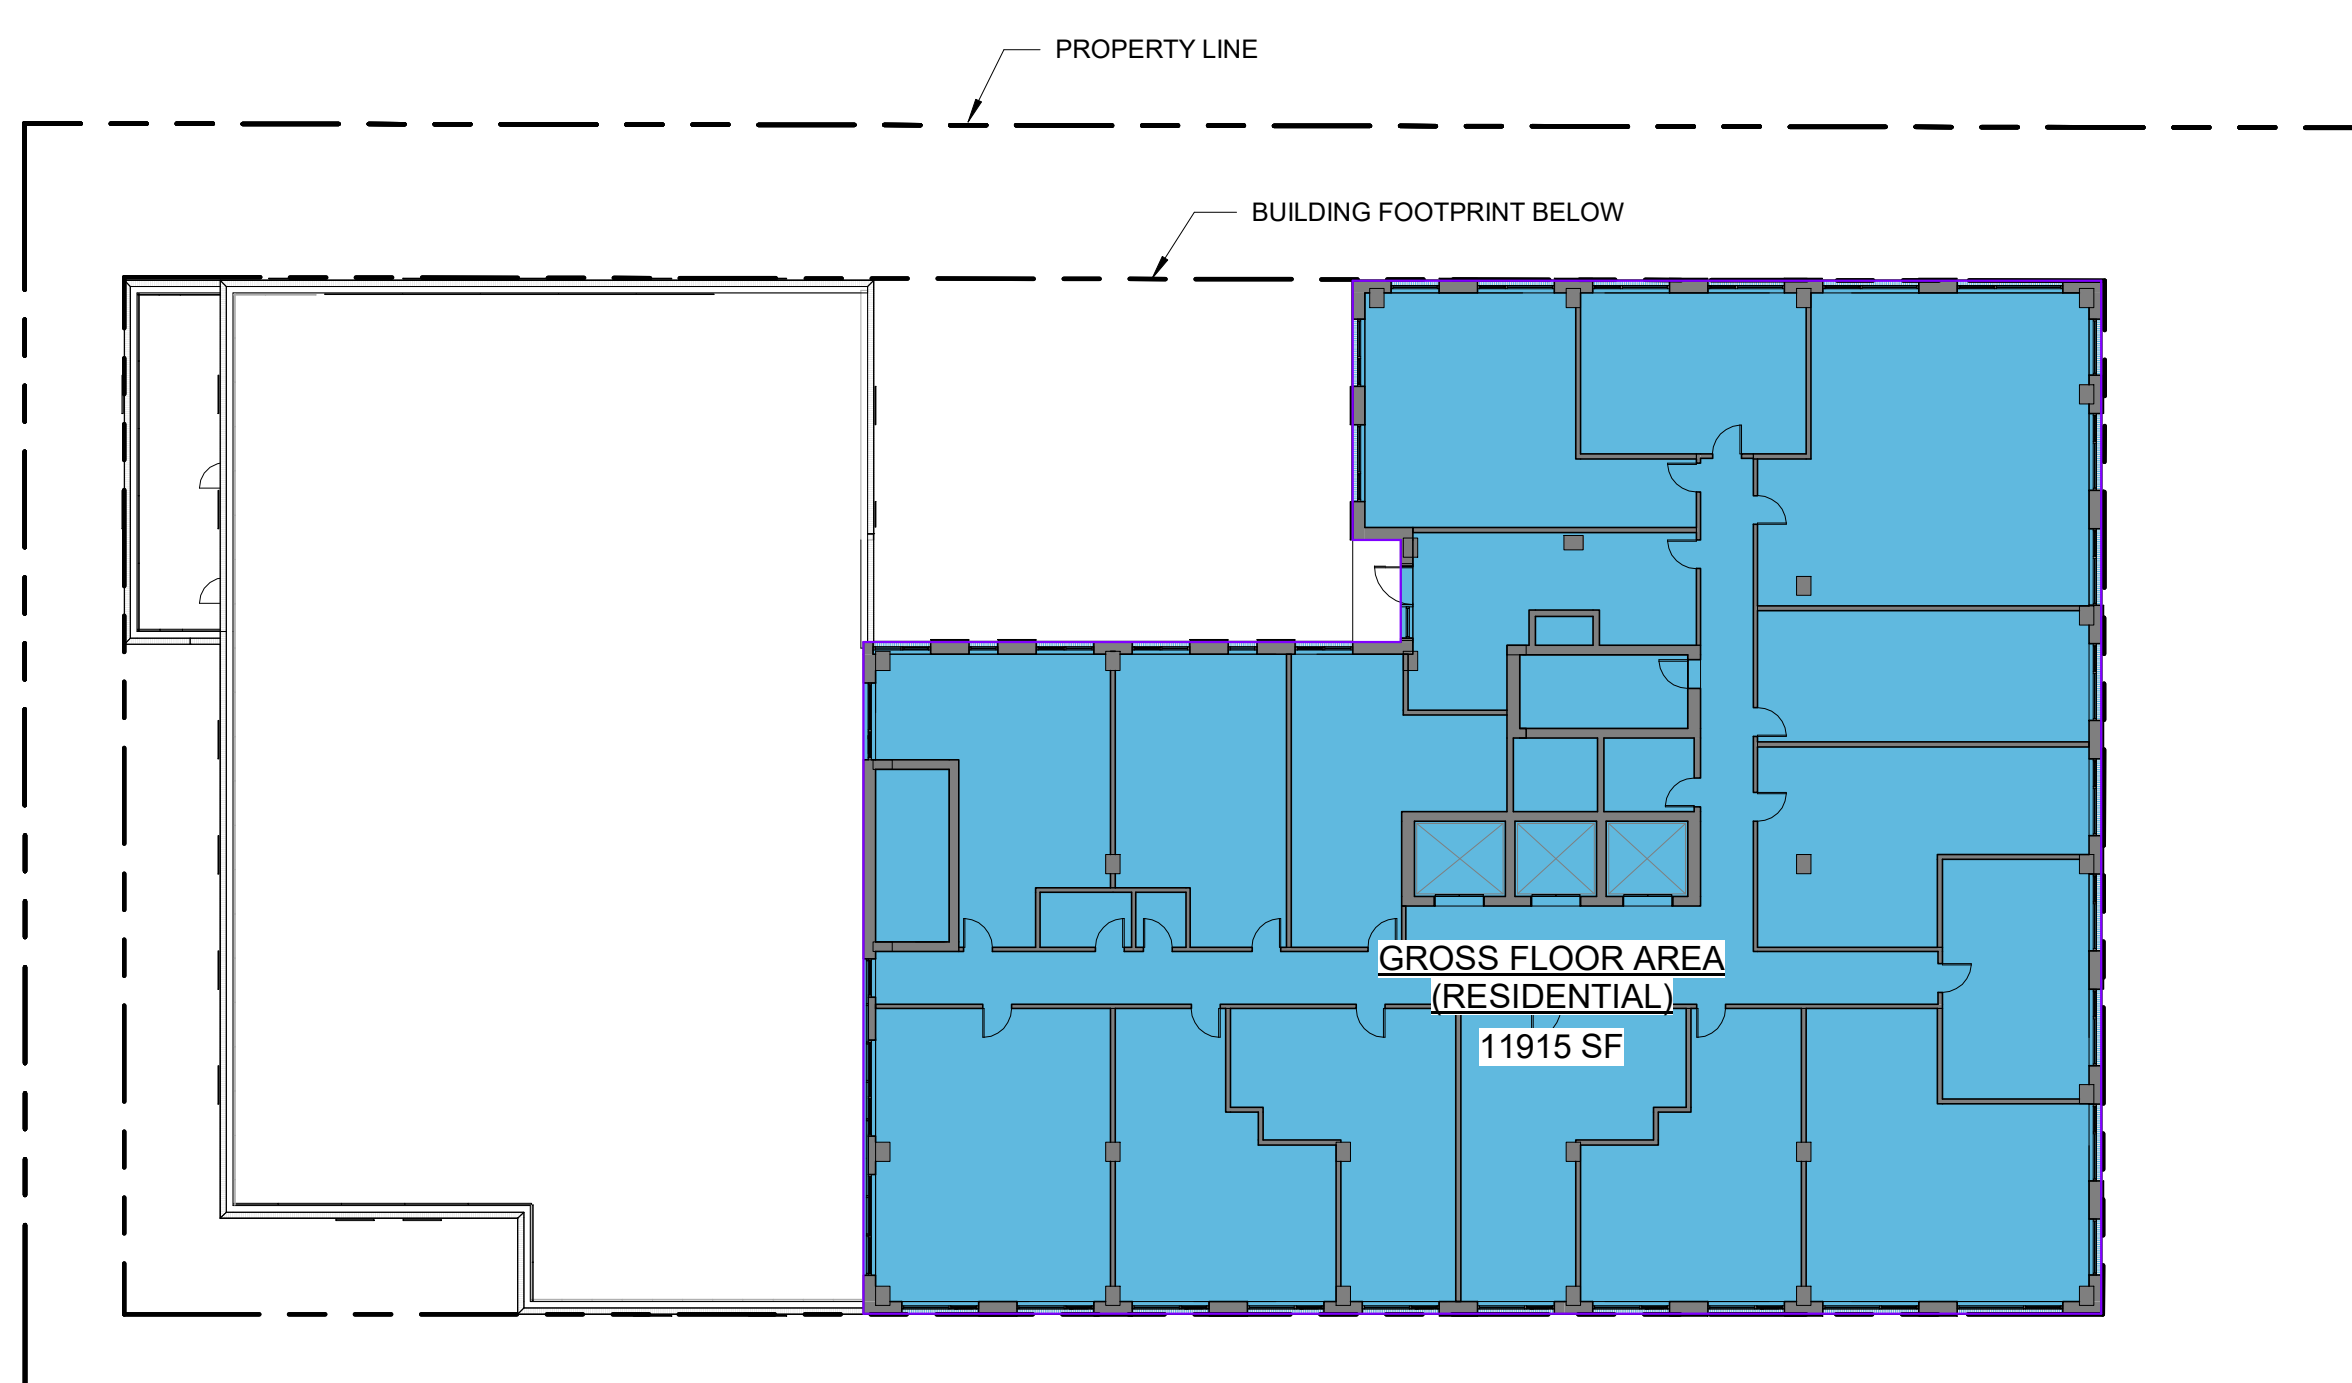 PROPERTY LINE
BUILDING FOOTPRINT BELOW
GROSS FLOOR AREA
(RESIDENTIAL)
11915 SF